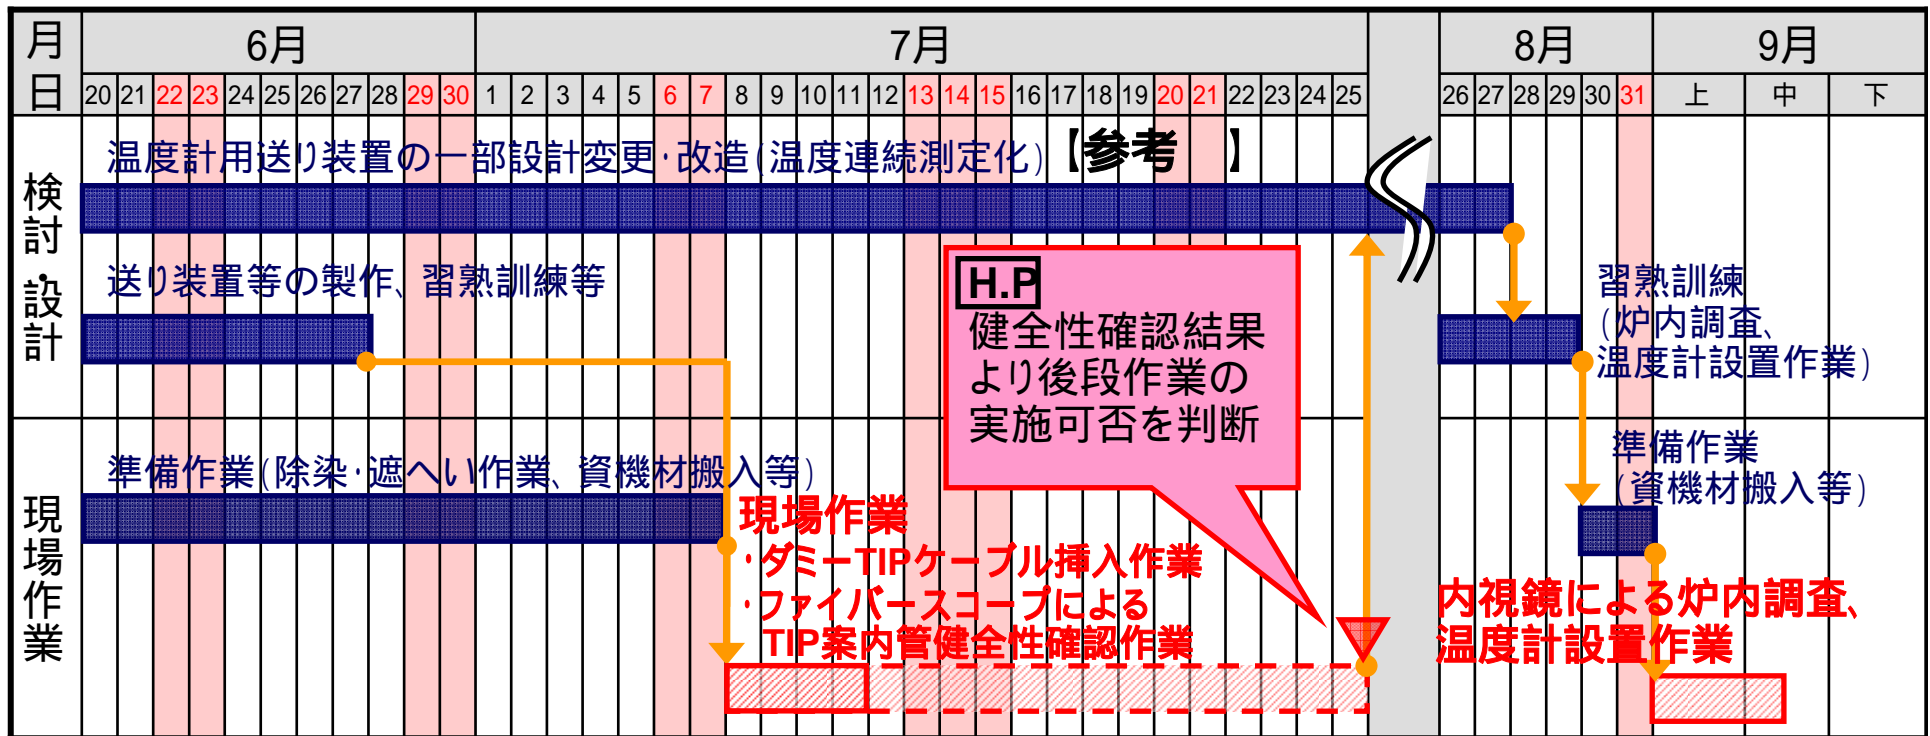 月
6月
7月
8月
9月
日
20 21 22 23 24 25 26 27 28 29 30 1 2 3 4 5 6 7 8 9 10 11 12 13 14 15 16 17 18 19 20 21 22 23 24 25 26 27 28 29 30 31 上 中 下
検討・設計
温度計用送り装置の一部設計変更・改造(温度連続測定化)【参考 】
送り装置等の製作、習熟訓練等
H.P
健全性確認結果
より後段作業の
実施可否を判断
習熟訓練
(炉内調査、
温度計設置作業)
現場作業
準備作業(除染・遮へい作業、資機材搬入等)
現場作業
・ダミーTIPケーブル挿入作業
・ファイバースコープによる
TIP案内管健全性確認作業
準備作業
(資機材搬入等)
内視鏡による炉内調査、
温度計設置作業